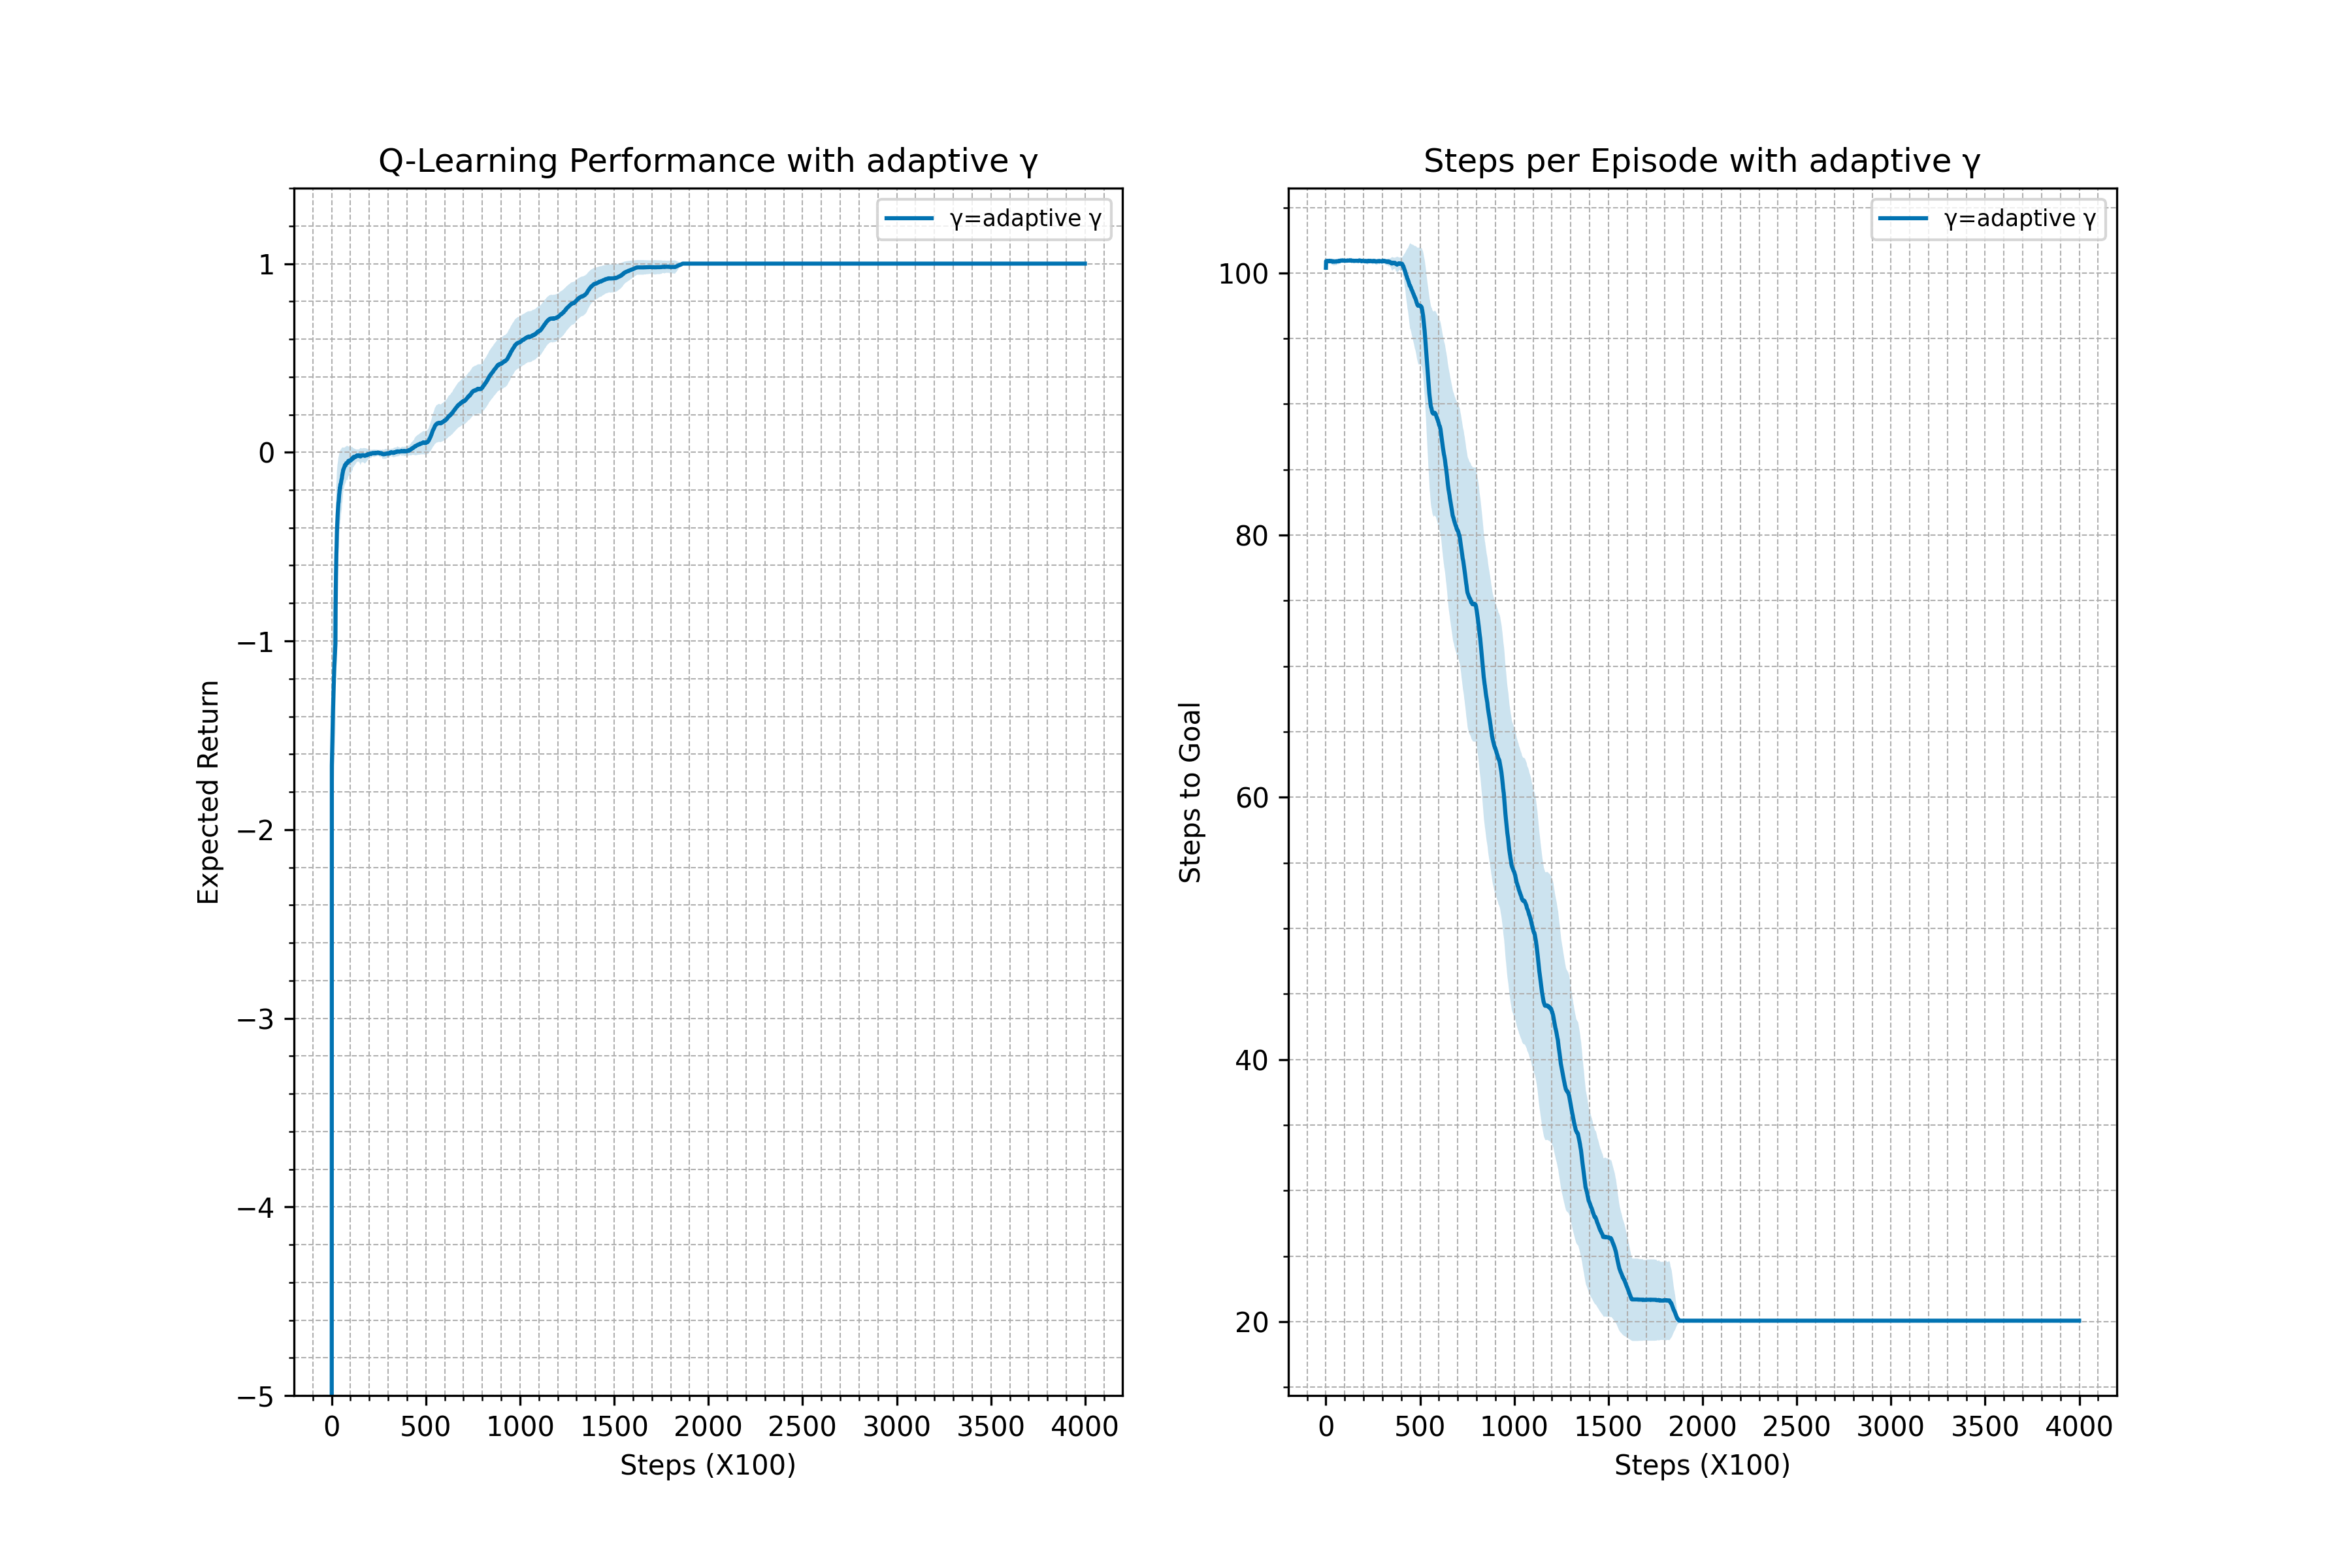 Q-Learning Performance with adaptive γ
γ=adaptive γ
1
0
−1
−2
−3
−4
−5
Expected Return
0 500 1000 1500 2000 2500 3000 3500 4000
Steps (X100)
Steps per Episode with adaptive γ
γ=adaptive γ
100
80
60
40
20
Steps to Goal
0 500 1000 1500 2000 2500 3000 3500 4000
Steps (X100)